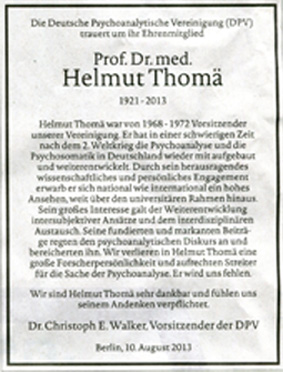 Die Deutsche Psychoanalytische Vereinigung (DPV)
trauert um ihr Ehrenmitglied
Prof. Dr. med.
Helmut Thomä
1921 - 2013
Helmut Thomä war von 1968 - 1972 Vorsitzender
unserer Vereinigung. Er hat in einer schwierigen Zeit
nach dem 2. Weltkrieg die Psychoanalyse und die
Psychosomatik in Deutschland wieder mit aufgebaut
und weiterentwickelt. Durch sein herausragendes
wissenschaftliches und persönliches Engagement
erwarb er sich national wie international ein hohes
Ansehen, weit über den universitären Rahmen hinaus.
Sein großes Interesse galt der Weiterentwicklung
intersubjektiver Ansätze und dem interdisziplinären
Austausch. Seine fundierten und markanten Beiträ-
ge regten den psychoanalytischen Diskurs an und
bereicherten ihn. Wir verlieren in Helmut Thomä eine
große Forscherpersönlichkeit und aufrechten Streiter
für die Sache der Psychoanalyse. Er wird uns fehlen.
Wir sind Helmut Thomä sehr dankbar und fühlen uns
seinem Andenken verpflichtet.
Dr. Christoph E. Walker, Vorsitzender der DPV
Berlin, 10. August 2013